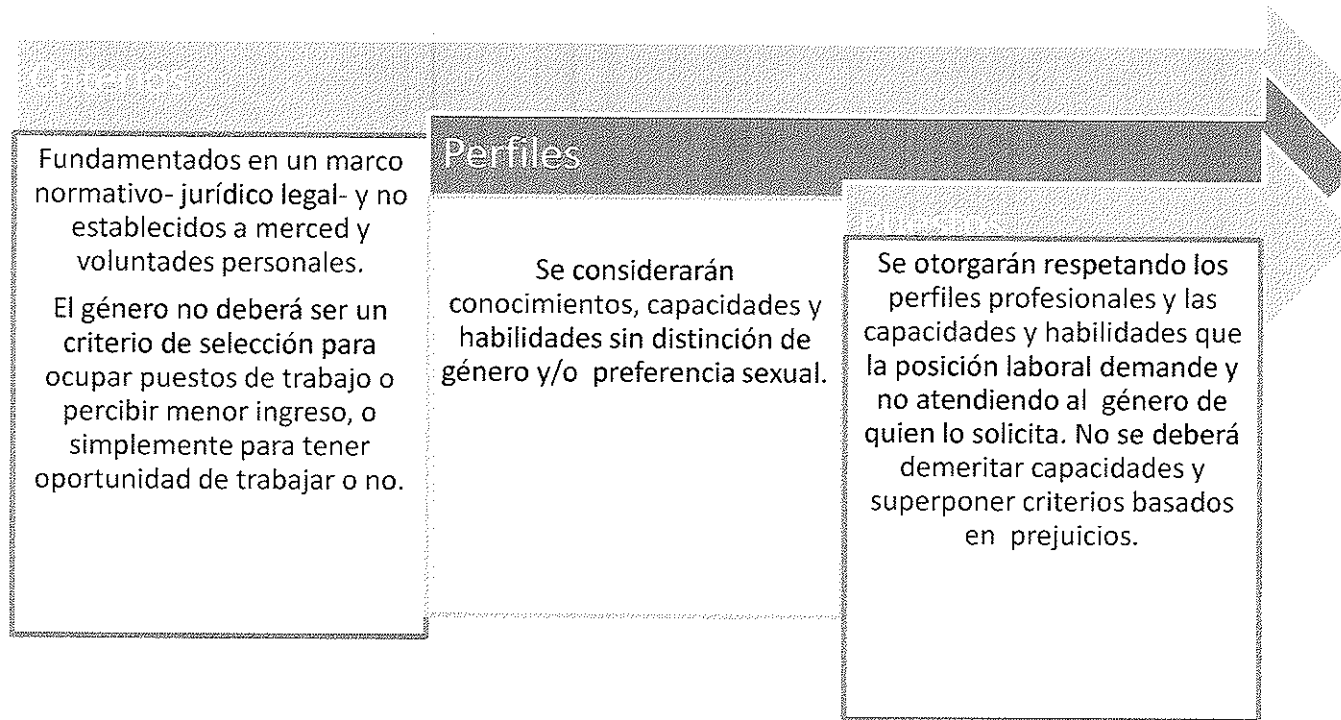 Criterios
Fundamentados en un marco
normativo- jurídico legal- y no
establecidos a merced y
voluntades personales.
El género no deberá ser un
criterio de selección para
ocupar puestos de trabajo o
percibir menor ingreso, o
simplemente para tener
oportunidad de trabajar o no.
Perfiles
Se considerarán
conocimientos, capacidades y
habilidades sin distinción de
género y/o preferencia sexual.
Puestos
Se otorgarán respetando los
perfiles profesionales y las
capacidades y habilidades que
la posición laboral demande y
no atendiendo al género de
quien lo solicita. No se deberá
demeritar capacidades y
superponer criterios basados
en prejuicios.